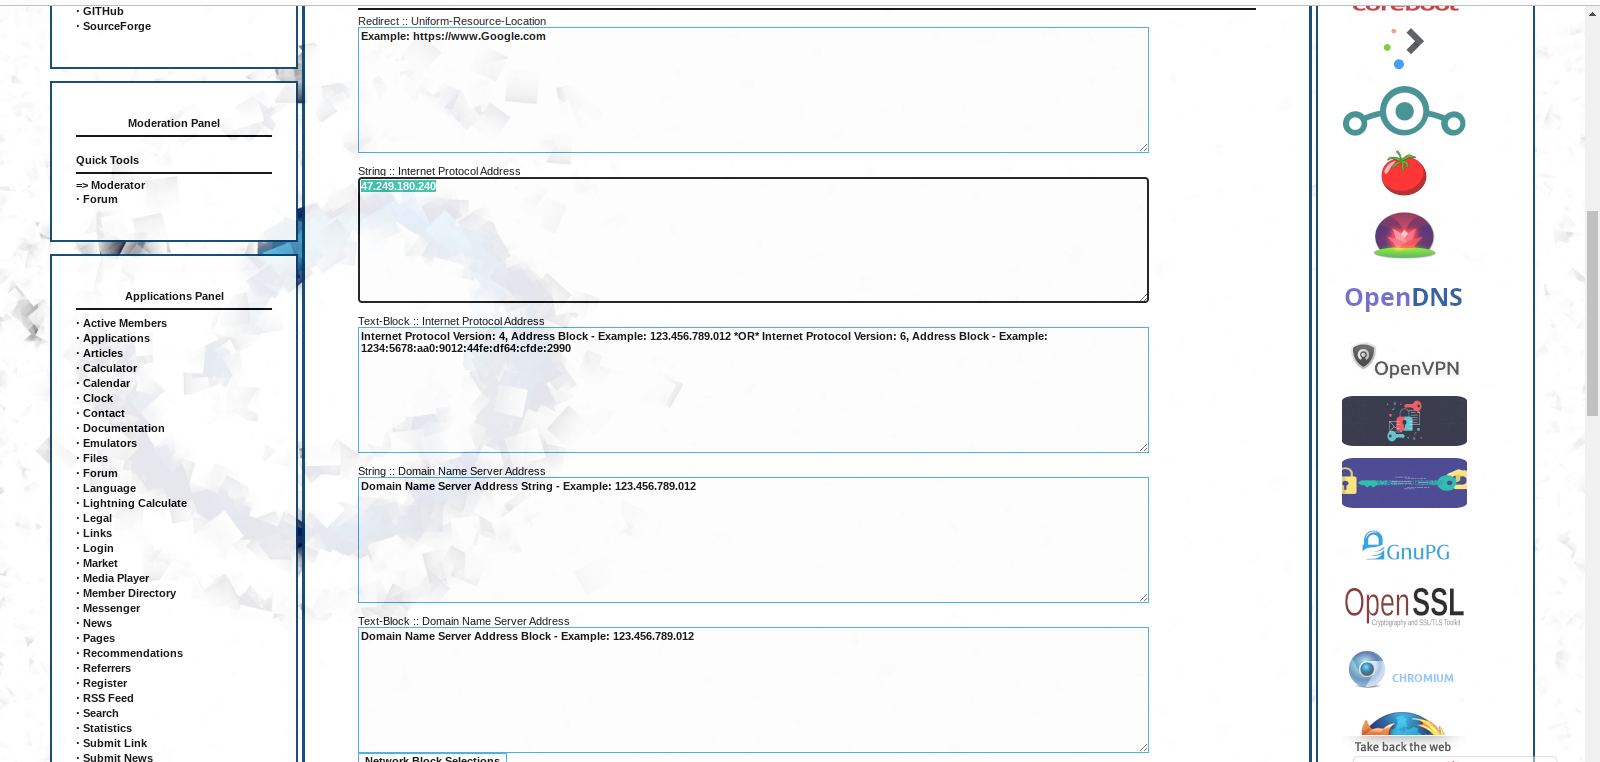 · GITHub
· SourceForge
Moderation Panel
Quick Tools
=> Moderator
· Forum
Applications Panel
· Active Members
· Applications
· Articles
· Calculator
· Calendar
· Clock
· Contact
· Documentation
· Emulators
· Files
· Forum
· Language
· Lightning Calculate
· Legal
· Links
· Login
· Market
· Media Player
· Member Directory
· Messenger
· News
· Pages
· Recommendations
· Referrers
· Register
· RSS Feed
· Search
· Statistics
· Submit Link
· Submit News
Redirect :: Uniform-Resource-Location
Example: https://www.Google.com
String :: Internet Protocol Address
47.249.180.240
Text-Block :: Internet Protocol Address
Internet Protocol Version: 4, Address Block - Example: 123.456.789.012 *OR* Internet Protocol Version: 6, Address Block - Example:
1234:5678:aa0:9012:44fe:df64:cfde:2990
String :: Domain Name Server Address
Domain Name Server Address String - Example: 123.456.789.012
Text-Block :: Domain Name Server Address
Domain Name Server Address Block - Example: 123.456.789.012
Network Block Selections
coreboot
OpenDNS
OpenVPN
GnuPG
OpenSSL
Cryptography and SSL/TLS Toolkit
CHROMIUM
Take back the web